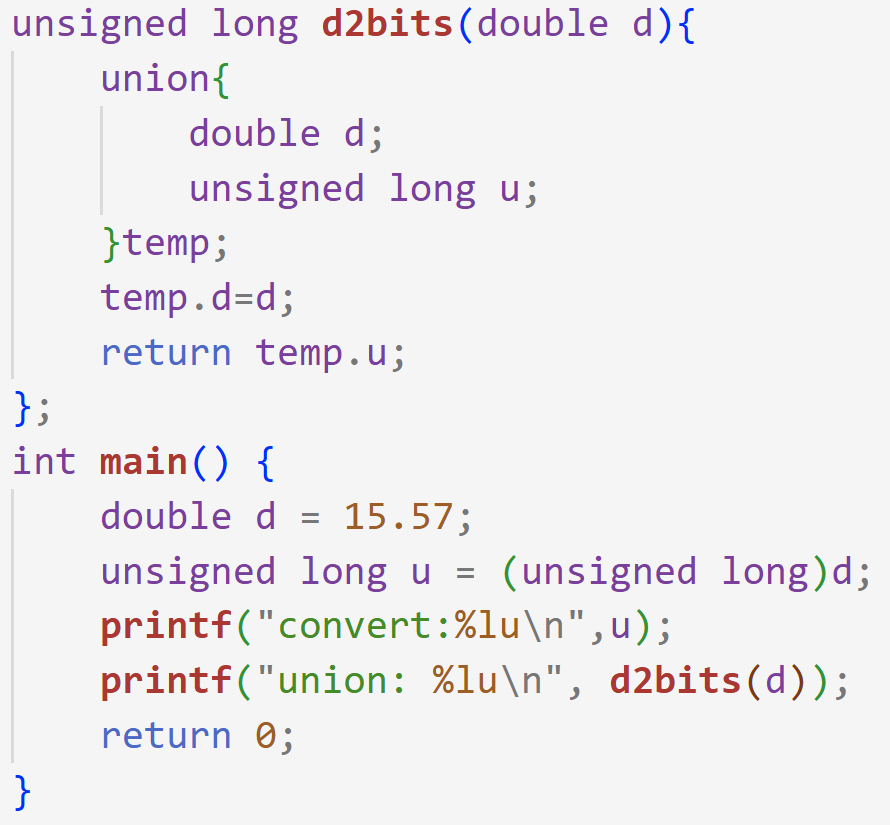 unsigned long d2bits(double d){
    union{
        double d;
        unsigned long u;
    }temp;
    temp.d=d;
    return temp.u;
};
int main() {
    double d = 15.57;
    unsigned long u = (unsigned long)d;
    printf("convert:%lu\n",u);
    printf("union: %lu\n", d2bits(d));
    return 0;
}